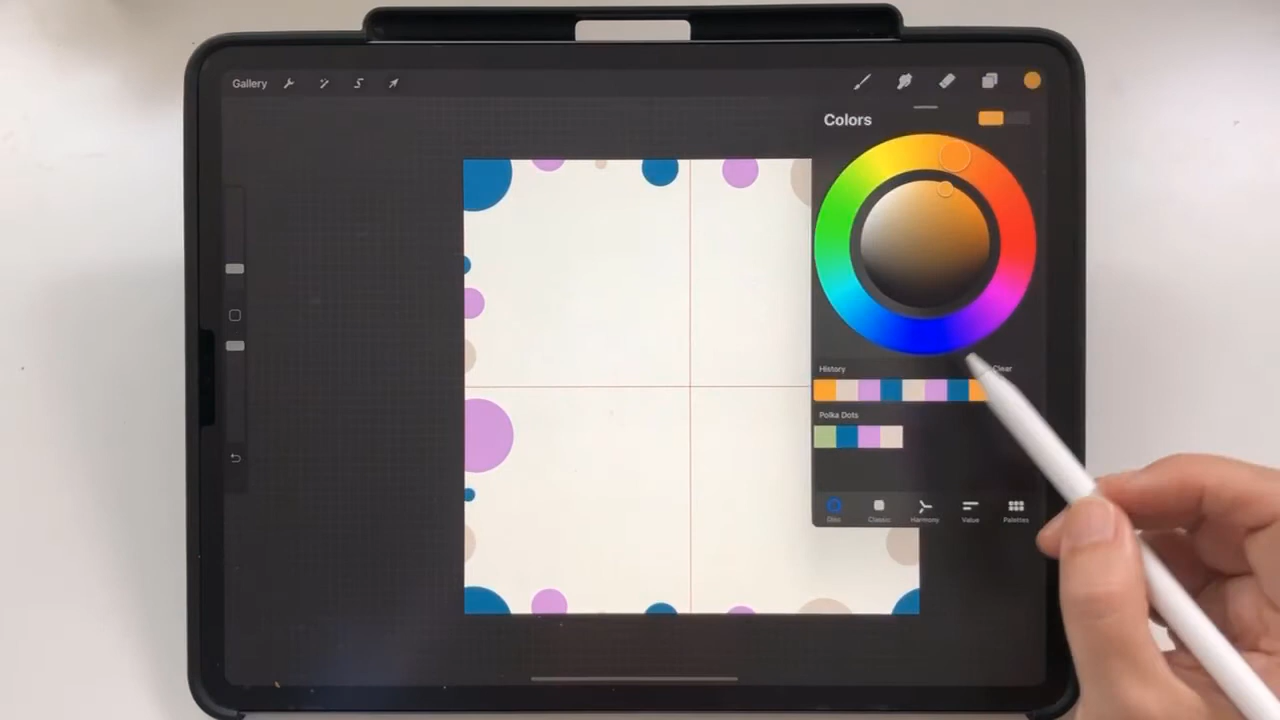 Gallery
Colors
History
Clear
Polka Dots
Disc
Classic
Harmony
Value
Palettes